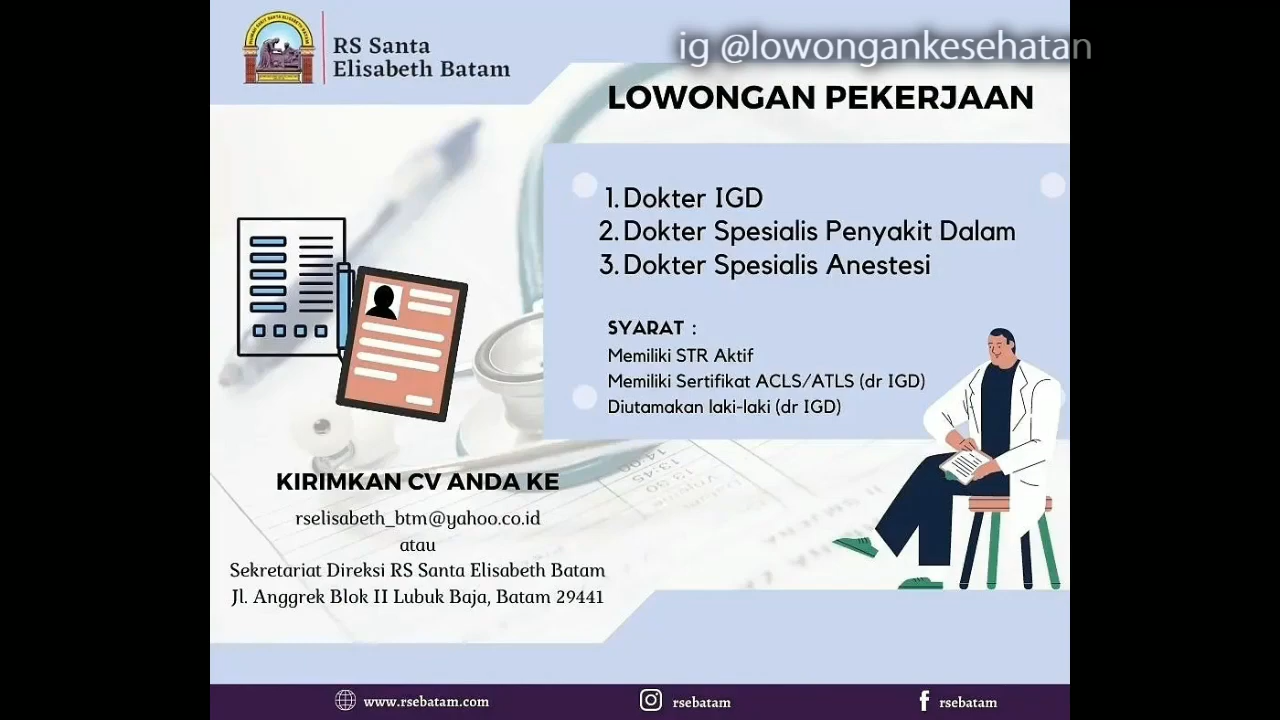 RS Santa
Elisabeth Batam
ig @lowongankesehatan
LOWONGAN PEKERJAAN
1. Dokter IGD
2. Dokter Spesialis Penyakit Dalam
3. Dokter Spesialis Anestesi
SYARAT :
Memiliki STR Aktif
Memiliki Sertifikat ACLS/ATLS (dr IGD)
Diutamakan laki-laki (dr IGD)
KIRIMKAN CV ANDA KE
rselisabeth_btm@yahoo.co.id
atau
Sekretariat Direksi RS Santa Elisabeth Batam
Jl. Anggrek Blok II Lubuk Baja, Batam 29441
www.rsebatam.com
rsebatam
rsebatam